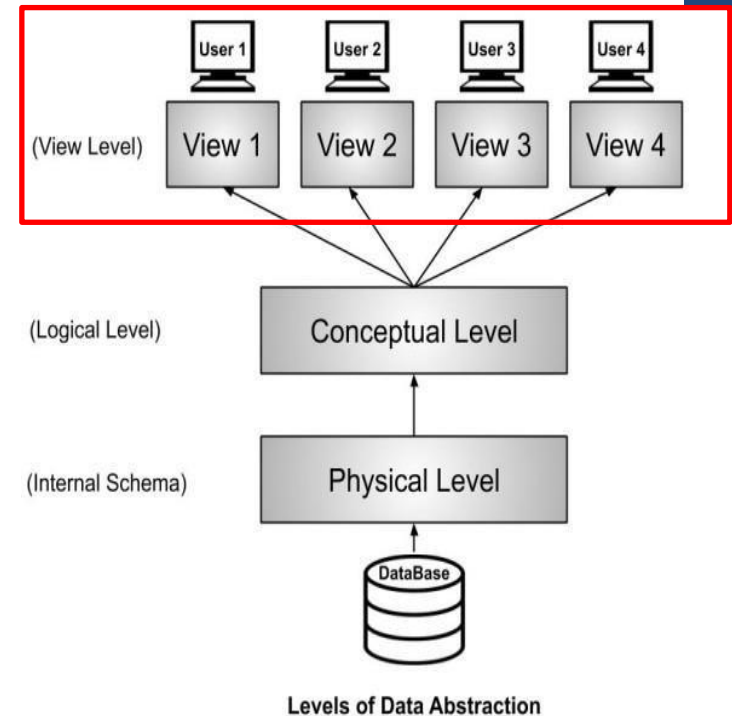 User 1 User 2 User 3 User 4
(View Level) View 1 View 2 View 3 View 4
(Logical Level) Conceptual Level
(Internal Schema) Physical Level
DataBase
Levels of Data Abstraction